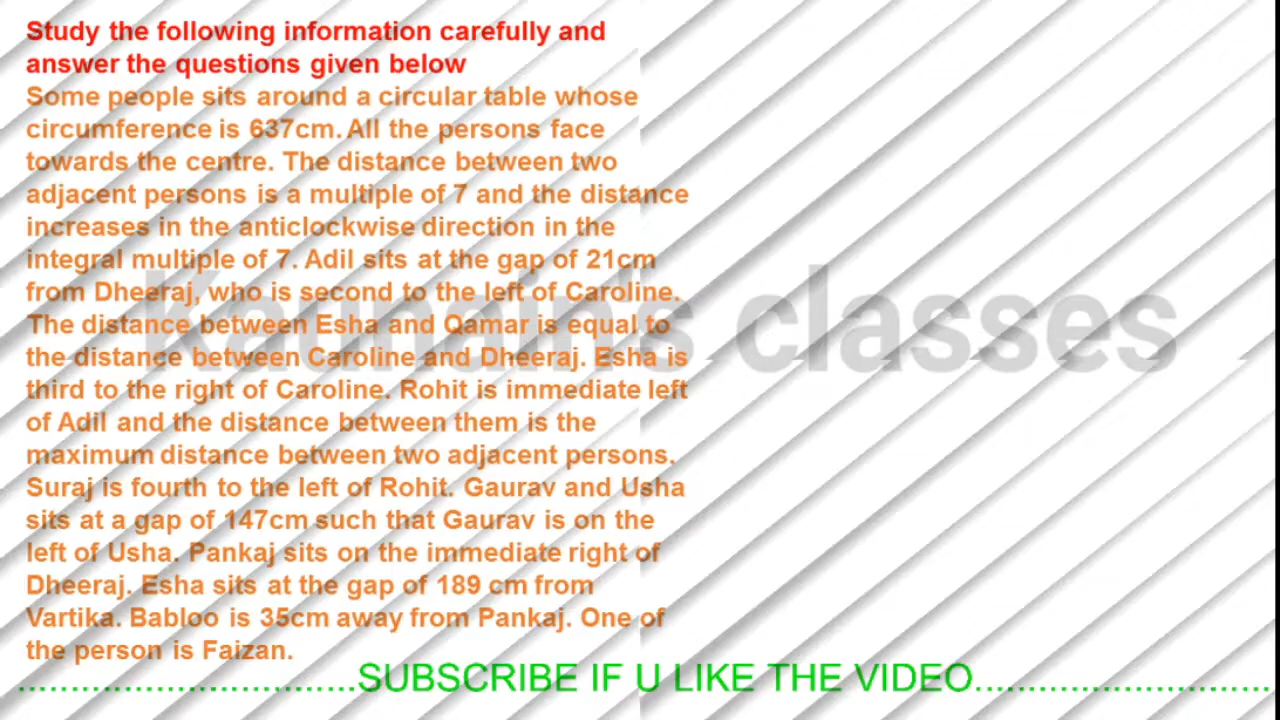 Study the following information carefully and
answer the questions given below
Some people sits around a circular table whose
circumference is 637cm. All the persons face
towards the centre. The distance between two
adjacent persons is a multiple of 7 and the distance
increases in the anticlockwise direction in the
integral multiple of 7. Adil sits at the gap of 21cm
from Dheeraj, who is second to the left of Caroline.
The distance between Esha and Qamar is equal to
the distance between Caroline and Dheeraj. Esha is
third to the right of Caroline. Rohit is immediate left
of Adil and the distance between them is the
maximum distance between two adjacent persons.
Suraj is fourth to the left of Rohit. Gaurav and Usha
sits at a gap of 147cm such that Gaurav is on the
left of Usha. Pankaj sits on the immediate right of
Dheeraj. Esha sits at the gap of 189 cm from
Vartika. Babloo is 35cm away from Pankaj. One of
the person is Faizan.
Kaunain's classes
....................................SUBSCRIBE IF U LIKE THE VIDEO................................